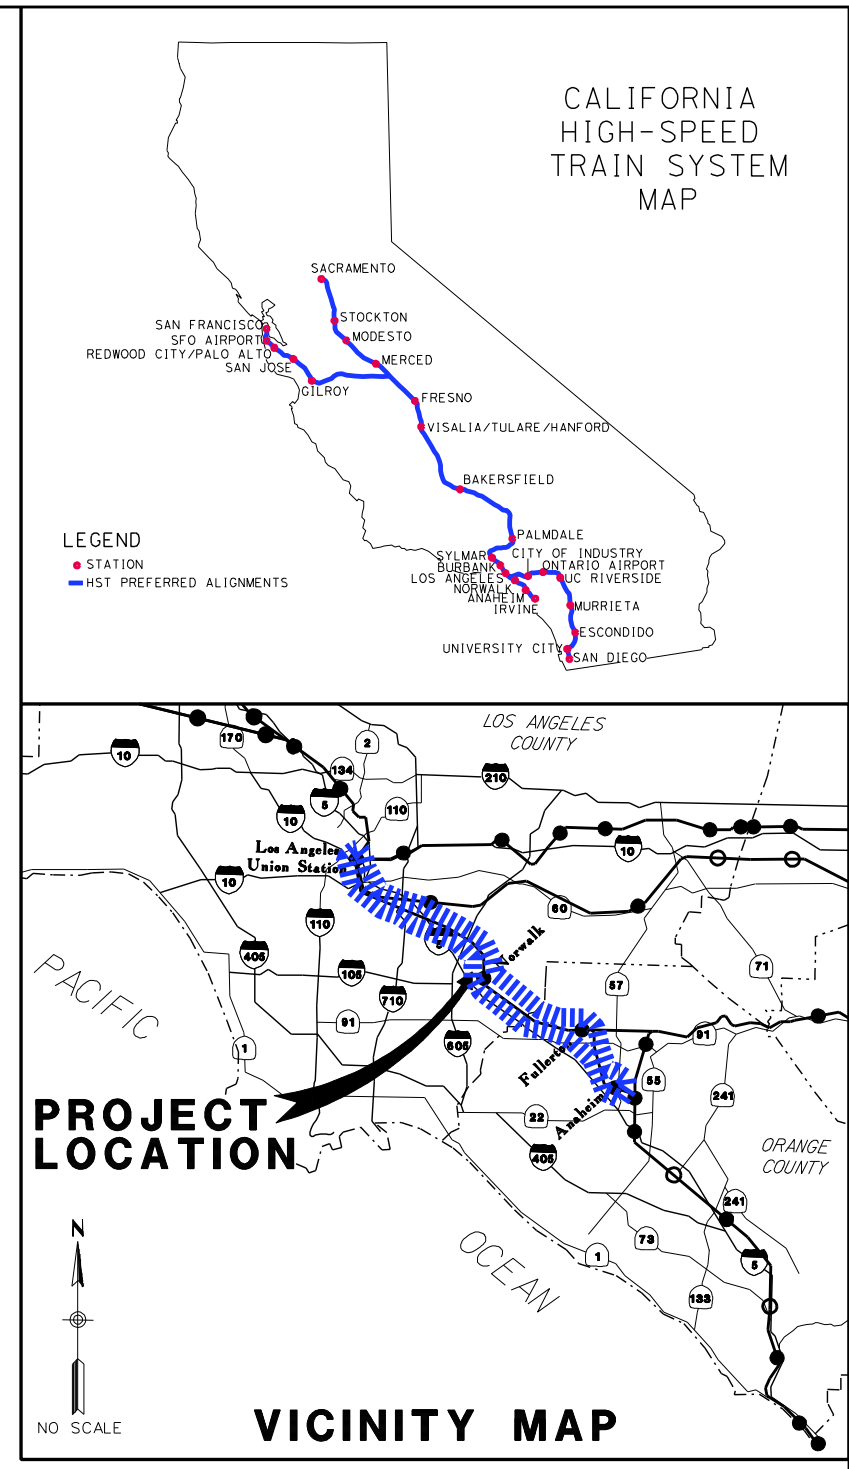 CALIFORNIA
HIGH-SPEED
TRAIN SYSTEM
MAP
SACRAMENTO
STOCKTON
SAN FRANCISCO
MODESTO
SFO AIRPORT
REDWOOD CITY/PALO ALTO
MERCED
SAN JOSE
GILROY
FRESNO
VISALIA/TULARE/HANFORD
BAKERSFIELD
PALMDALE
LEGEND
STATION
HST PREFERRED ALIGNMENTS
SYLMAR
CITY OF INDUSTRY
BURBANK
ONTARIO AIRPORT
LOS ANGELES
UC RIVERSIDE
NORWALK
ANAHEIM
IRVINE
MURRIETA
ESCONDIDO
UNIVERSITY CITY
SAN DIEGO
LOS ANGELES
COUNTY
170
2
10
134
210
5
110
10
10
Los Angeles
Union Station
10
60
110
5
Norwalk
405
105
71
57
710
PACIFIC
91
91
1
605
Fullerton
55
241
PROJECT
LOCATION
22
Anaheim
405
ORANGE
COUNTY
241
N
73
1
5
OCEAN
133
NO SCALE
VICINITY MAP